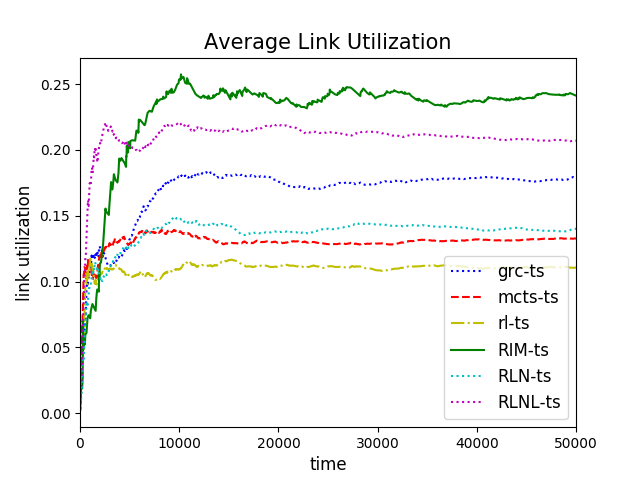 Average Link Utilization
link utilization
0.25
0.20
0.15
0.10
0.05
0.00
grc-ts
mcts-ts
rl-ts
RIM-ts
RLN-ts
RLNL-ts
0 10000 20000 30000 40000 50000
time